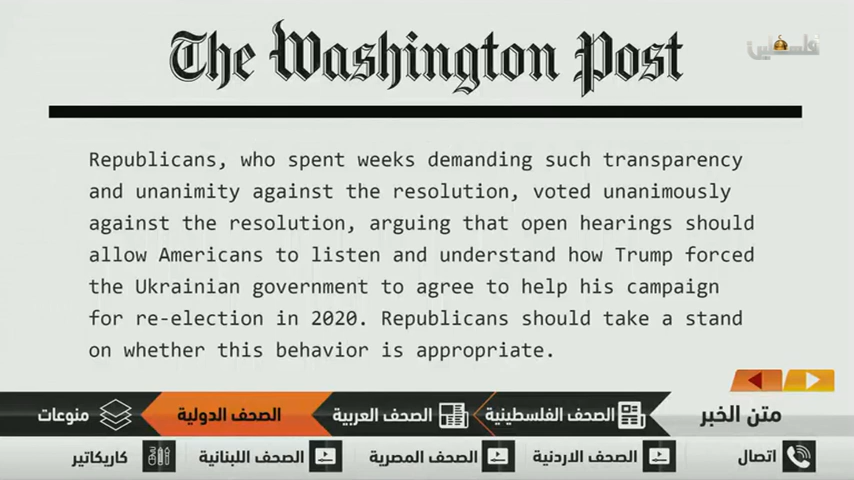 The Washington Post
فلسطين
Republicans, who spent weeks demanding such transparency
and unanimity against the resolution, voted unanimously
against the resolution, arguing that open hearings should
allow Americans to listen and understand how Trump forced
the Ukrainian government to agree to help his campaign
for re-election in 2020. Republicans should take a stand
on whether this behavior is appropriate.
متن الخبر
الصحف الفلسطينية
الصحف العربية
الصحف الدولية
منوعات
اتصال
الصحف الاردنية
الصحف المصرية
الصحف اللبنانية
كاريكاتير